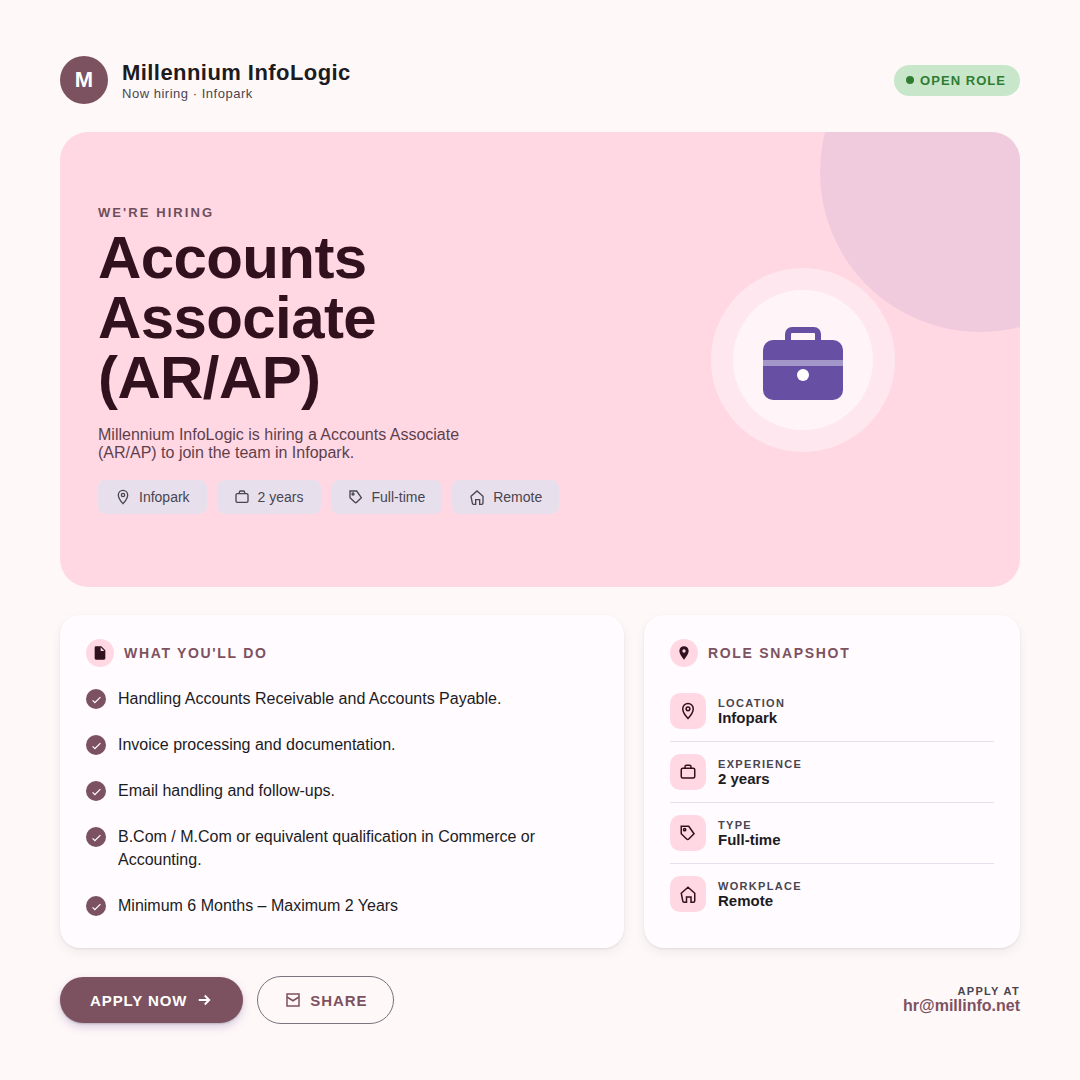 M
Millennium InfoLogic
Now hiring · Infopark
OPEN ROLE
WE'RE HIRING
Accounts
Associate
(AR/AP)
Millennium InfoLogic is hiring a Accounts Associate
(AR/AP) to join the team in Infopark.
Infopark
2 years
Full-time
Remote
WHAT YOU'LL DO
Handling Accounts Receivable and Accounts Payable.
Invoice processing and documentation.
Email handling and follow-ups.
B.Com / M.Com or equivalent qualification in Commerce or
Accounting.
Minimum 6 Months – Maximum 2 Years
ROLE SNAPSHOT
LOCATION
Infopark
EXPERIENCE
2 years
TYPE
Full-time
WORKPLACE
Remote
APPLY NOW
SHARE
APPLY AT
hr@millinfo.net